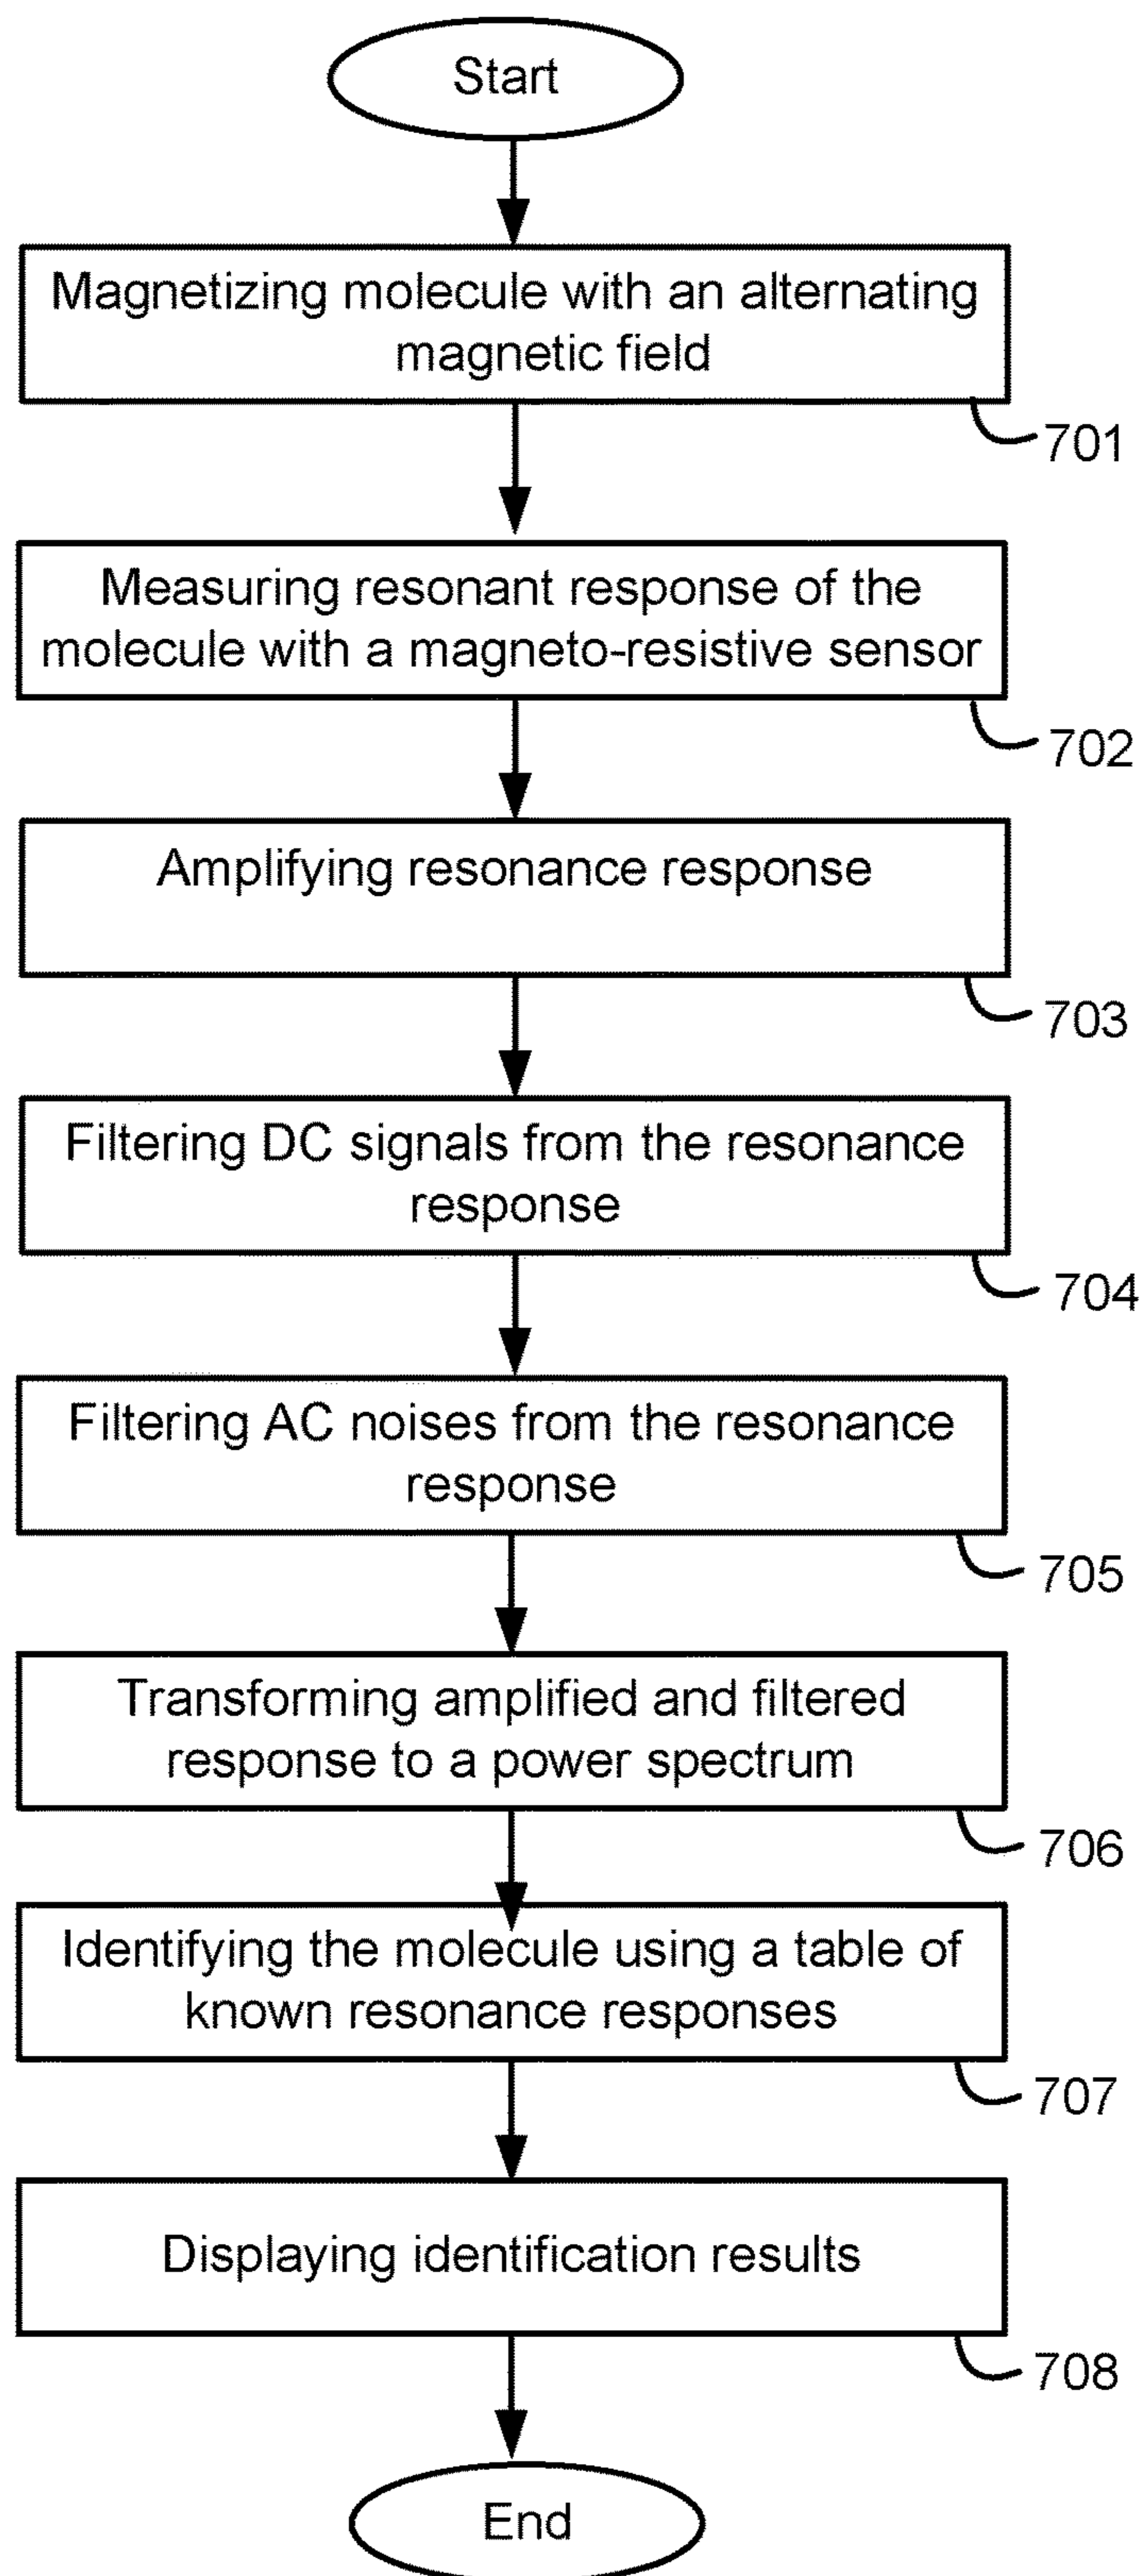 Start
Magnetizing molecule with an alternating
magnetic field
701
Measuring resonant response of the
molecule with a magneto-resistive sensor
702
Amplifying resonance response
703
Filtering DC signals from the resonance
response
704
Filtering AC noises from the resonance
response
705
Transforming amplified and filtered
response to a power spectrum
706
Identifying the molecule using a table of
known resonance responses
707
Displaying identification results
708
End